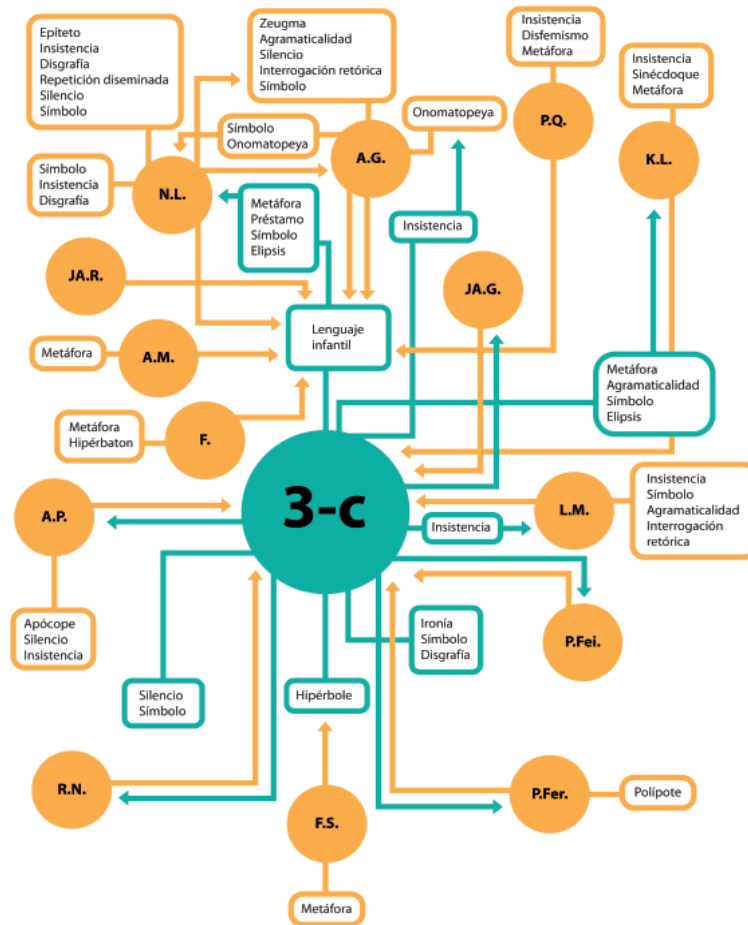 Epíteto
Insistencia
Disgrafía
Repetición diseminada
Silencio
Símbolo
Zeugma
Agramaticalidad
Silencio
Interrogación retórica
Símbolo
Insistencia
Disfemismo
Metáfora
Insistencia
Sinécdoque
Metáfora
Símbolo
Onomatopeya
Onomatopeya
A.G.
P.Q.
K.L.
Símbolo
Insistencia
Disgrafía
N.L.
Metáfora
Préstamo
Símbolo
Elipsis
Insistencia
JA.R.
JA.G.
Lenguaje
infantil
Metáfora
A.M.
Metáfora
Agramaticalidad
Símbolo
Elipsis
Metáfora
Hipérbaton
F.
A.P.
3-c
Insistencia
L.M.
Insistencia
Símbolo
Agramaticalidad
Interrogación
retórica
Apócope
Silencio
Insistencia
Ironía
Símbolo
Disgrafía
P.Fei.
Silencio
Símbolo
Hipérbole
R.N.
F.S.
P.Fer.
Polípote
Metáfora